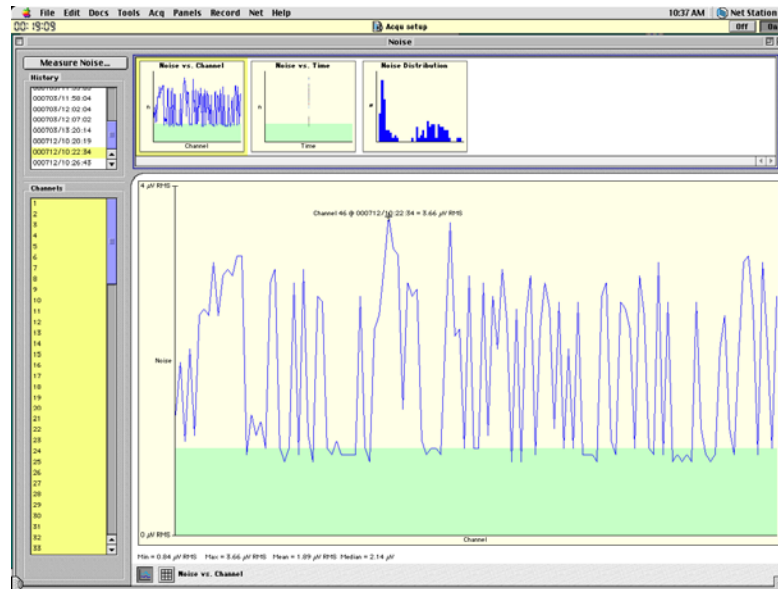 File Edit Docs Tools Acq Panels Record Net Help 10:37 AM Net Station
00:19:09 Acqu setup Off On
Noise
Measure Noise...
History
000703/11:58:04
000703/12:02:04
000703/12:07:02
000703/13:20:14
000712/10:20:19
000712/10:22:34
000712/10:26:43
Noise vs. Channel
n
Channel
Noise vs. Time
n
Time
Noise Distribution
Channels
1
2
3
4
5
6
7
8
9
10
11
12
13
14
15
16
17
18
19
20
21
22
23
24
25
26
27
28
29
30
31
32
33
4 µV RMS
Channel 46 @ 000712/10:22:34 = 3.66 µV RMS
Noise
0 µV RMS
Channel
Min = 0.84 µV RMS Max = 3.66 µV RMS Mean = 1.89 µV RMS Median = 2.14 µV
Noise vs. Channel